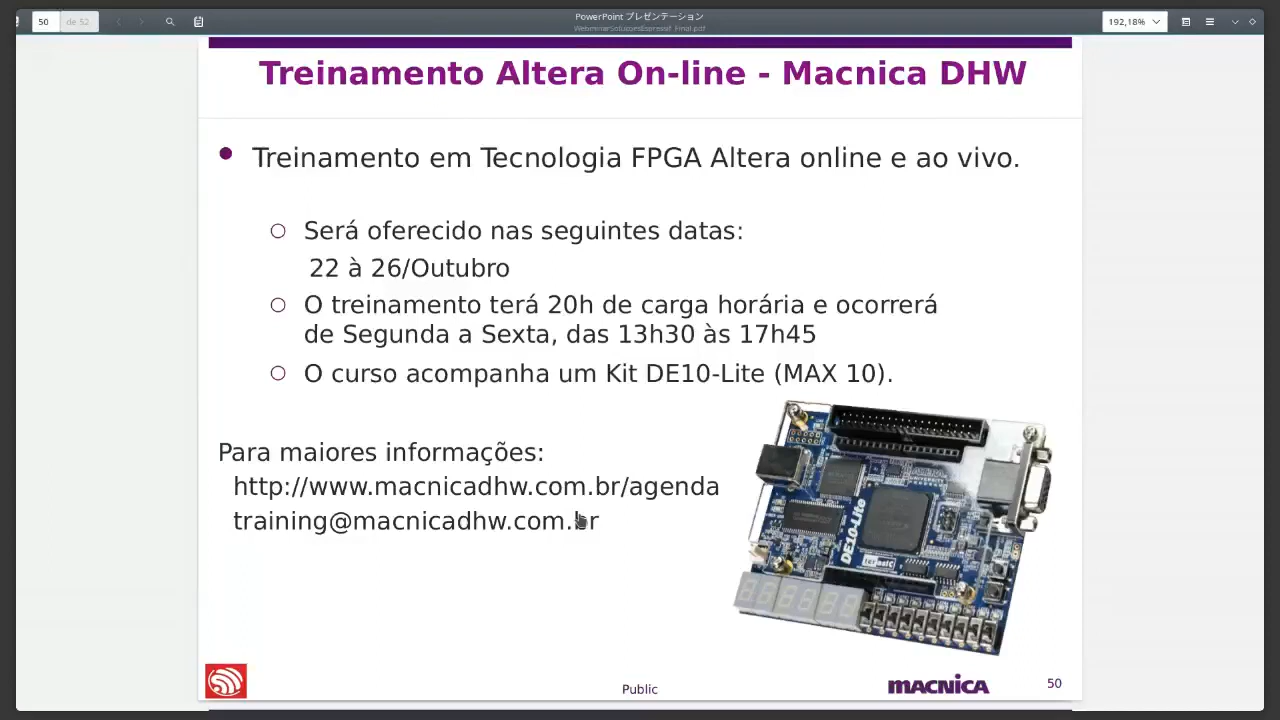 50
de 52
PowerPoint プレゼンテーション
192,18%
Treinamento Altera On-line - Macnica DHW
Treinamento em Tecnologia FPGA Altera online e ao vivo.
Será oferecido nas seguintes datas:
22 à 26/Outubro
O treinamento terá 20h de carga horária e ocorrerá
de Segunda a Sexta, das 13h30 às 17h45
O curso acompanha um Kit DE10-Lite (MAX 10).
Para maiores informações:
http://www.macnicadhw.com.br/agenda
training@macnicadhw.com.br
DE10-Lite
Public
MACNICA
50